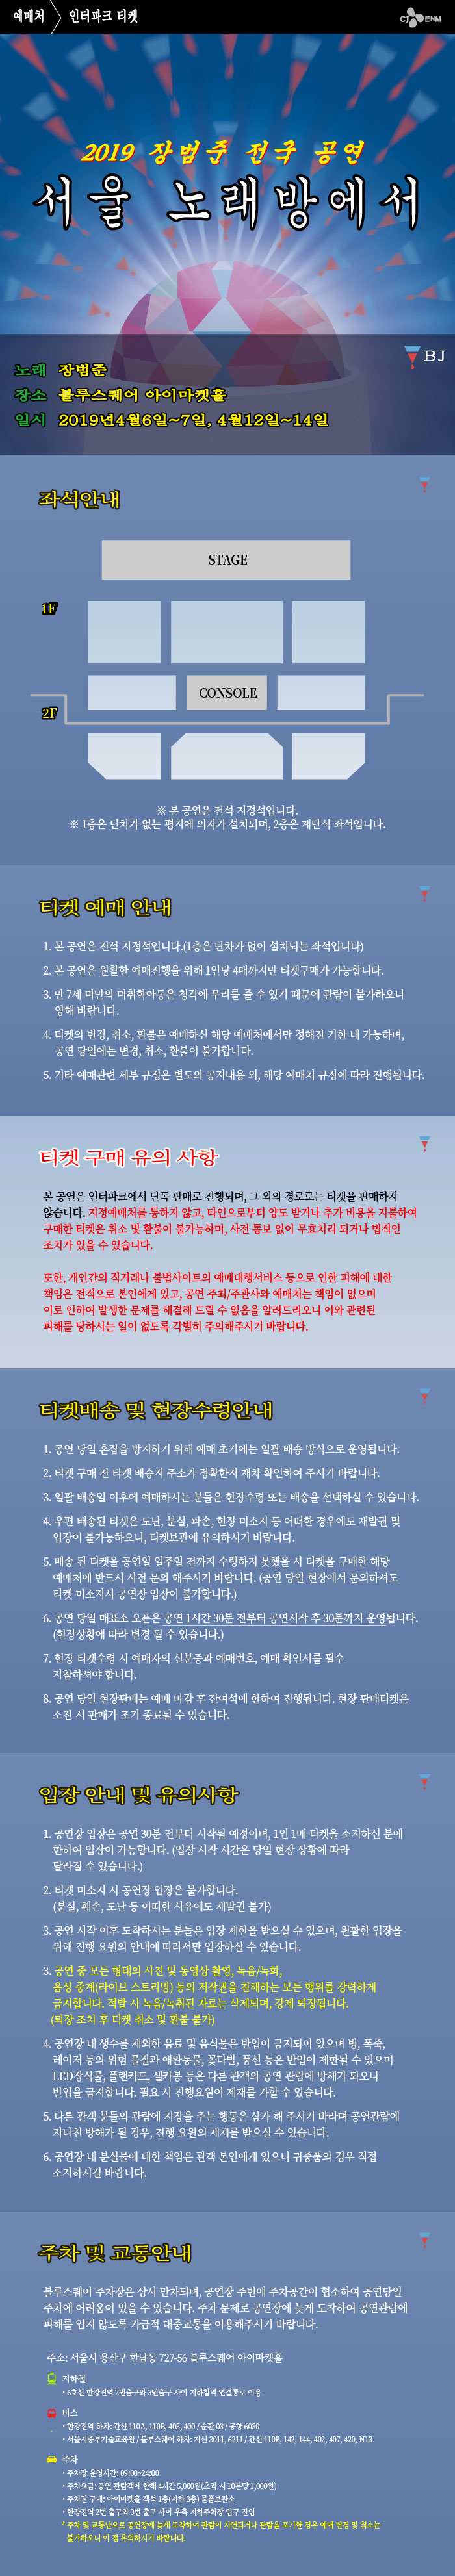 예매처 인터파크 티켓
CJ ENM
2019 장범준 전국 공연
서울 노래방에서
BJ
노래 장범준
장소 블루스퀘어 아이마켓홀
일시 2019년4월6일~7일, 4월12일~14일
좌석안내
STAGE
1F
CONSOLE
2F
※ 본 공연은 전석 지정석입니다.
※ 1층은 단차가 없는 평지에 의자가 설치되며, 2층은 계단식 좌석입니다.
티켓 예매 안내
1. 본 공연은 전석 지정석입니다.(1층은 단차가 없이 설치되는 좌석입니다)
2. 본 공연은 원활한 예매진행을 위해 1인당 4매까지만 티켓구매가 가능합니다.
3. 만 7세 미만의 미취학아동은 청각에 무리를 줄 수 있기 때문에 관람이 불가하오니
양해 바랍니다.
4. 티켓의 변경, 취소, 환불은 예매하신 해당 예매처에서만 정해진 기한 내 가능하며,
공연 당일에는 변경, 취소, 환불이 불가합니다.
5. 기타 예매관련 세부 규정은 별도의 공지내용 외, 해당 예매처 규정에 따라 진행됩니다.
티켓 구매 유의 사항
본 공연은 인터파크에서 단독 판매로 진행되며, 그 외의 경로로는 티켓을 판매하지
않습니다. 지정예매처를 통하지 않고, 타인으로부터 양도 받거나 추가 비용을 지불하여
구매한 티켓은 취소 및 환불이 불가능하며, 사전 통보 없이 무효처리 되거나 법적인
조치가 있을 수 있습니다.
또한, 개인간의 직거래나 불법사이트의 예매대행서비스 등으로 인한 피해에 대한
책임은 전적으로 본인에게 있고, 공연 주최/주관사와 예매처는 책임이 없으며
이로 인하여 발생한 문제를 해결해 드릴 수 없음을 알려드리오니 이와 관련된
피해를 당하시는 일이 없도록 각별히 주의해주시기 바랍니다.
티켓배송 및 현장수령안내
1. 공연 당일 혼잡을 방지하기 위해 예매 초기에는 일괄 배송 방식으로 운영됩니다.
2. 티켓 구매 전 티켓 배송지 주소가 정확한지 재차 확인하여 주시기 바랍니다.
3. 일괄 배송일 이후에 예매하시는 분들은 현장수령 또는 배송을 선택하실 수 있습니다.
4. 우편 배송된 티켓은 도난, 분실, 파손, 현장 미소지 등 어떠한 경우에도 재발권 및
입장이 불가능하오니, 티켓보관에 유의하시기 바랍니다.
5. 배송 된 티켓을 공연일 일주일 전까지 수령하지 못했을 시 티켓을 구매한 해당
예매처에 반드시 사전 문의 해주시기 바랍니다. (공연 당일 현장에서 문의하셔도
티켓 미소지시 공연장 입장이 불가합니다.)
6. 공연 당일 매표소 오픈은 공연 1시간 30분 전부터 공연시작 후 30분까지 운영됩니다.
(현장상황에 따라 변경 될 수 있습니다.)
7. 현장 티켓수령 시 예매자의 신분증과 예매번호, 예매 확인서를 필수
지참하셔야 합니다.
8. 공연 당일 현장판매는 예매 마감 후 잔여석에 한하여 진행됩니다. 현장 판매티켓은
소진 시 판매가 조기 종료될 수 있습니다.
입장 안내 및 유의사항
1. 공연장 입장은 공연 30분 전부터 시작될 예정이며, 1인 1매 티켓을 소지하신 분에
한하여 입장이 가능합니다. (입장 시작 시간은 당일 현장 상황에 따라
달라질 수 있습니다.)
2. 티켓 미소지 시 공연장 입장은 불가합니다.
(분실, 훼손, 도난 등 어떠한 사유에도 재발권 불가)
3. 공연 시작 이후 도착하시는 분들은 입장 제한을 받으실 수 있으며, 원활한 입장을
위해 진행 요원의 안내에 따라서만 입장하실 수 있습니다.
3. 공연 중 모든 형태의 사진 및 동영상 촬영, 녹음/녹화,
음성 중계(라이브 스트리밍) 등의 저작권을 침해하는 모든 행위를 강력하게
금지합니다. 적발 시 녹음/녹취된 자료는 삭제되며, 강제 퇴장됩니다.
(퇴장 조치 후 티켓 취소 및 환불 불가)
4. 공연장 내 생수를 제외한 음료 및 음식물은 반입이 금지되어 있으며 병, 폭죽,
레이저 등의 위험 물질과 애완동물, 꽃다발, 풍선 등은 반입이 제한될 수 있으며
LED장식물, 플랜카드, 셀카봉 등은 다른 관객의 공연 관람에 방해가 되오니
반입을 금지합니다. 필요 시 진행요원이 제재를 가할 수 있습니다.
5. 다른 관객 분들의 관람에 지장을 주는 행동은 삼가 해 주시기 바라며 공연관람에
지나친 방해가 될 경우, 진행 요원의 제재를 받으실 수 있습니다.
6. 공연장 내 분실물에 대한 책임은 관객 본인에게 있으니 귀중품의 경우 직접
소지하시길 바랍니다.
주차 및 교통안내
블루스퀘어 주차장은 상시 만차되며, 공연장 주변에 주차공간이 협소하여 공연당일
주차에 어려움이 있을 수 있습니다. 주차 문제로 공연장에 늦게 도착하여 공연관람에
피해를 입지 않도록 가급적 대중교통을 이용해주시기 바랍니다.
주소: 서울시 용산구 한남동 727-56 블루스퀘어 아이마켓홀
지하철
· 6호선 한강진역 2번출구와 3번출구 사이 지하철역 연결통로 이용
버스
· 한강진역 하차: 간선 110A, 110B, 405, 400 / 순환 03 / 공항 6030
· 서울시중부기술교육원 / 블루스퀘어 하차: 지선 3011, 6211 / 간선 110B, 142, 144, 402, 407, 420, N13
주차
· 주차장 운영시간: 09:00~24:00
· 주차요금: 공연 관람객에 한해 4시간 5,000원(초과 시 10분당 1,000원)
· 주차권 구매: 아이마켓홀 객석 1층(지하 3층) 물품보관소
· 한강진역 2번 출구와 3번 출구 사이 우측 지하주차장 입구 진입
* 주차 및 교통난으로 공연장에 늦게 도착하여 관람이 지연되거나 관람을 포기한 경우 예매 변경 및 취소는
불가하오니 이 점 유의하시기 바랍니다.